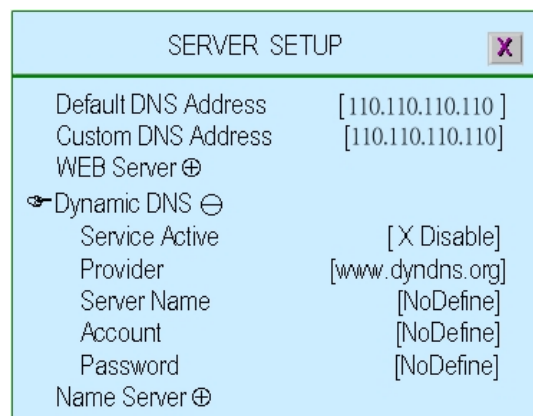 SERVER SETUP X
Default DNS Address [110.110.110.110 ]
Custom DNS Address [110.110.110.110]
WEB Server ⊕
Dynamic DNS ⊖
Service Active [ X Disable]
Provider [www.dyndns.org]
Server Name [NoDefine]
Account [NoDefine]
Password [NoDefine]
Name Server ⊕